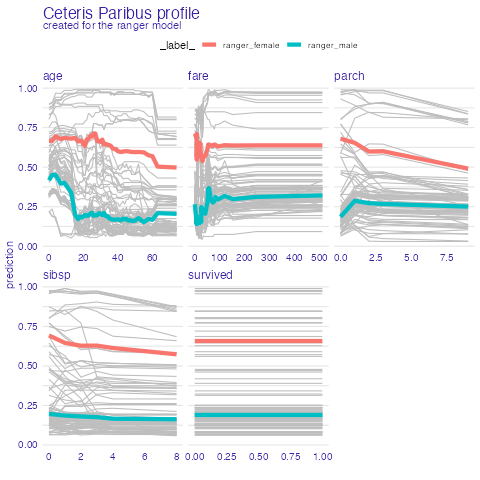 Ceteris Paribus profile
created for the ranger model
_label_ ranger_female ranger_male
age fare parch
1.00
0.75
0.50
0.25
0.00
0 20 40 60 0 100 200 300 400 500 0.0 2.5 5.0 7.5
prediction
sibsp survived
1.00
0.75
0.50
0.25
0.00
0 2 4 6 8 0.00 0.25 0.50 0.75 1.00